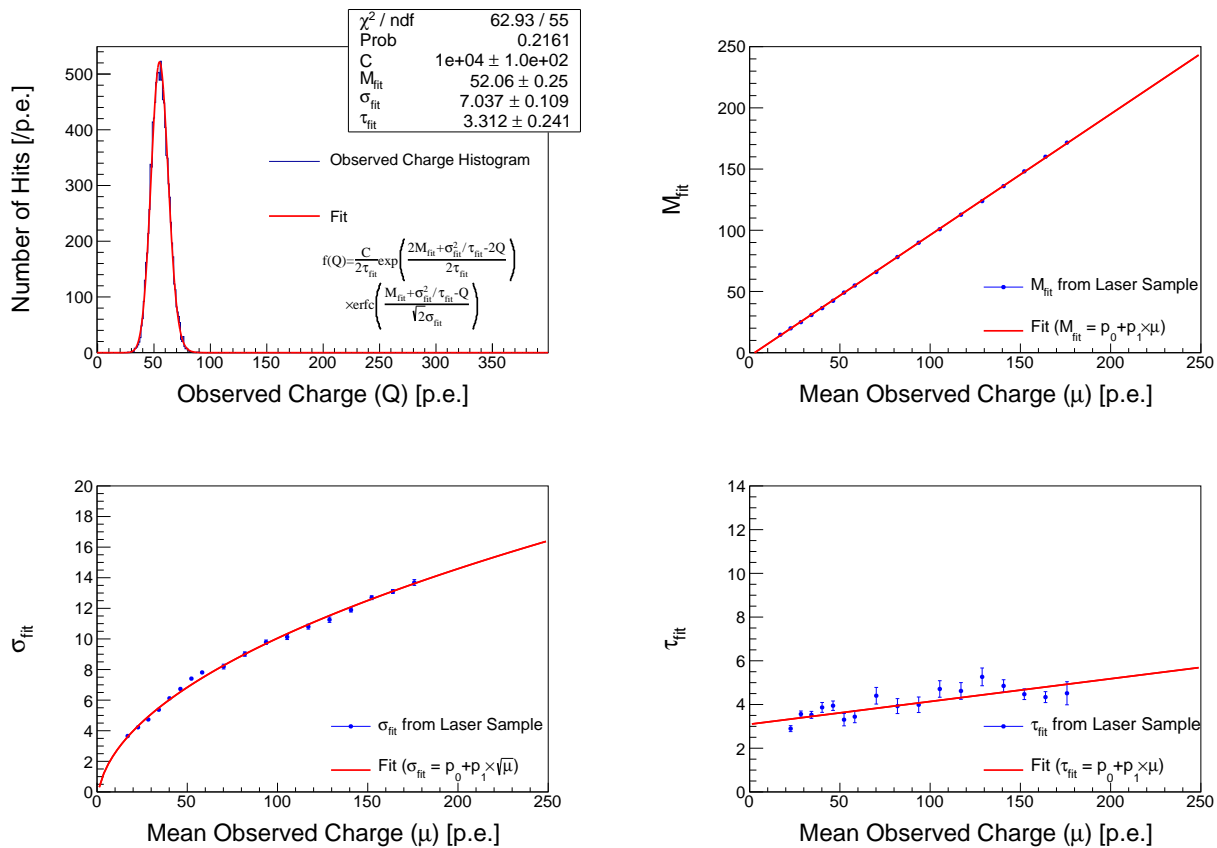 χ² / ndf 62.93 / 55
Prob 0.2161
C 1e+04 ± 1.0e+02
M_fit 52.06 ± 0.25
σ_fit 7.037 ± 0.109
τ_fit 3.312 ± 0.241
Number of Hits [/p.e.]
500
400
300
200
100
0
Observed Charge Histogram
Fit
f(Q)=C/2τ_fit exp(2M_fit+σ²_fit/τ_fit-2Q/2τ_fit)
×erfc(M_fit+σ²_fit/τ_fit-Q/√2σ_fit)
0 50 100 150 200 250 300 350
Observed Charge (Q) [p.e.]
M_fit
250
200
150
100
50
0
M_fit from Laser Sample
Fit (M_fit = p₀+p₁×μ)
0 50 100 150 200 250
Mean Observed Charge (μ) [p.e.]
σ_fit
20
18
16
14
12
10
8
6
4
2
0
σ_fit from Laser Sample
Fit (σ_fit = p₀+p₁×√μ)
0 50 100 150 200 250
Mean Observed Charge (μ) [p.e.]
τ_fit
14
12
10
8
6
4
2
0
τ_fit from Laser Sample
Fit (τ_fit = p₀+p₁×μ)
0 50 100 150 200 250
Mean Observed Charge (μ) [p.e.]